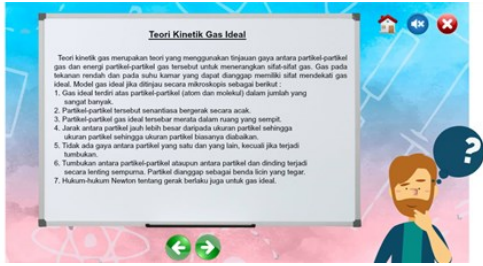 Teori Kinetik Gas Ideal
Teori kinetik gas merupakan teori yang menggunakan tinjauan gaya antara partikel-partikel
gas dan energi partikel-partikel gas tersebut untuk menerangkan sifat-sifat gas. Gas pada
tekanan rendah dan pada suhu kamar yang dapat dianggap memiliki sifat mendekati gas
ideal. Model gas ideal jika ditinjau secara mikroskopis sebagai berikut :
1. Gas ideal terdiri atas partikel-partikel (atom dan molekul) dalam jumlah yang
sangat banyak.
2. Partikel-partikel tersebut senantiasa bergerak secara acak.
3. Partikel-partikel gas ideal tersebar merata dalam ruang yang sempit.
4. Jarak antara partikel jauh lebih besar daripada ukuran partikel sehingga
ukuran partikel sehingga ukuran partikel biasanya diabaikan.
5. Tidak ada gaya antara partikel yang satu dan yang lain, kecuali jika terjadi
tumbukan.
6. Tumbukan antara partikel-partikel ataupun antara partikel dan dinding terjadi
secara lenting sempurna. Partikel dianggap sebagai benda licin yang tegar.
7. Hukum-hukum Newton tentang gerak berlaku juga untuk gas ideal.
?